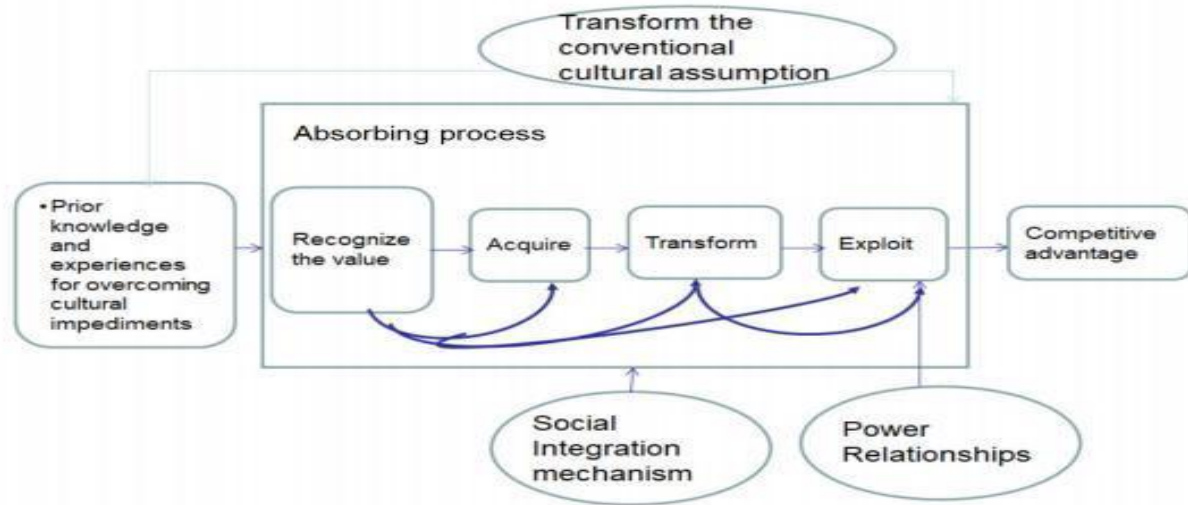 Transform the
conventional
cultural assumption
Absorbing process
• Prior
knowledge
and
experiences
for overcoming
cultural
impediments
Recognize
the value
Acquire
Transform
Exploit
Competitive
advantage
Social
Integration
mechanism
Power
Relationships